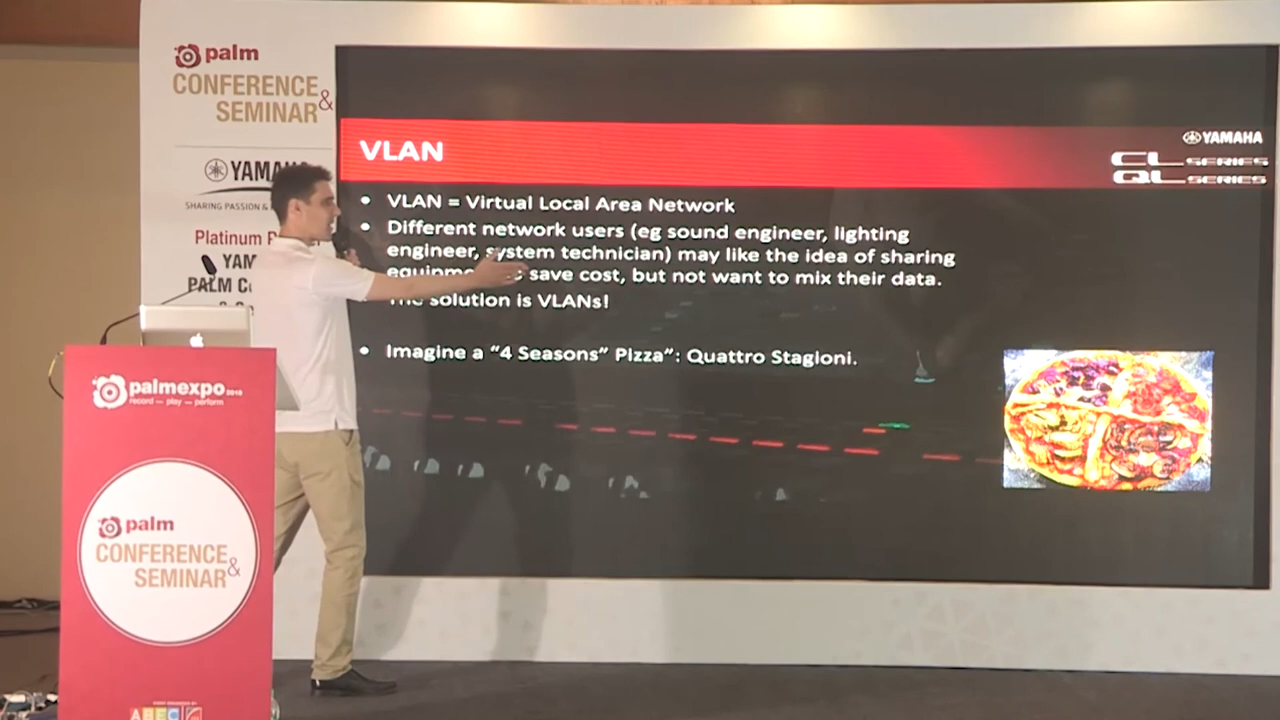 palm
CONFERENCE
&
SEMINAR
YAMAHA
SHARING PASSION &
Platinum P
YAM
PALM C
VLAN
YAMAHA
CL SERIES
QL SERIES
• VLAN = Virtual Local Area Network
• Different network users (eg sound engineer, lighting
engineer, system technician) may like the idea of sharing
save cost, but not want to mix their data.
solution is VLANs!
• Imagine a “4 Seasons” Pizza”: Quattro Stagioni.
palmexpo
record — play — perform
palm
CONFERENCE
&
SEMINAR